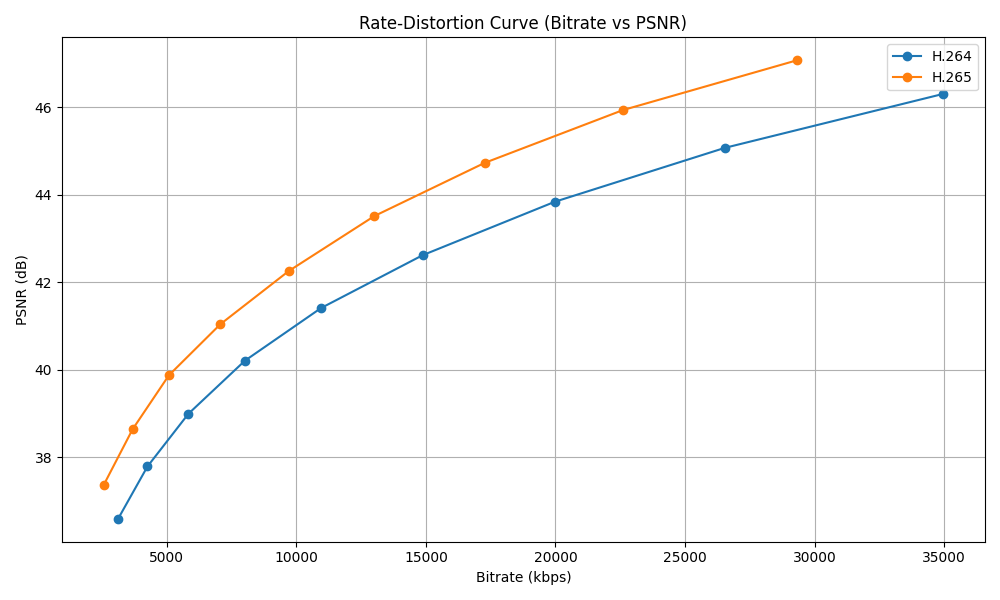 Rate-Distortion Curve (Bitrate vs PSNR)
H.264
H.265
PSNR (dB)
46
44
42
40
38
5000 10000 15000 20000 25000 30000 35000
Bitrate (kbps)